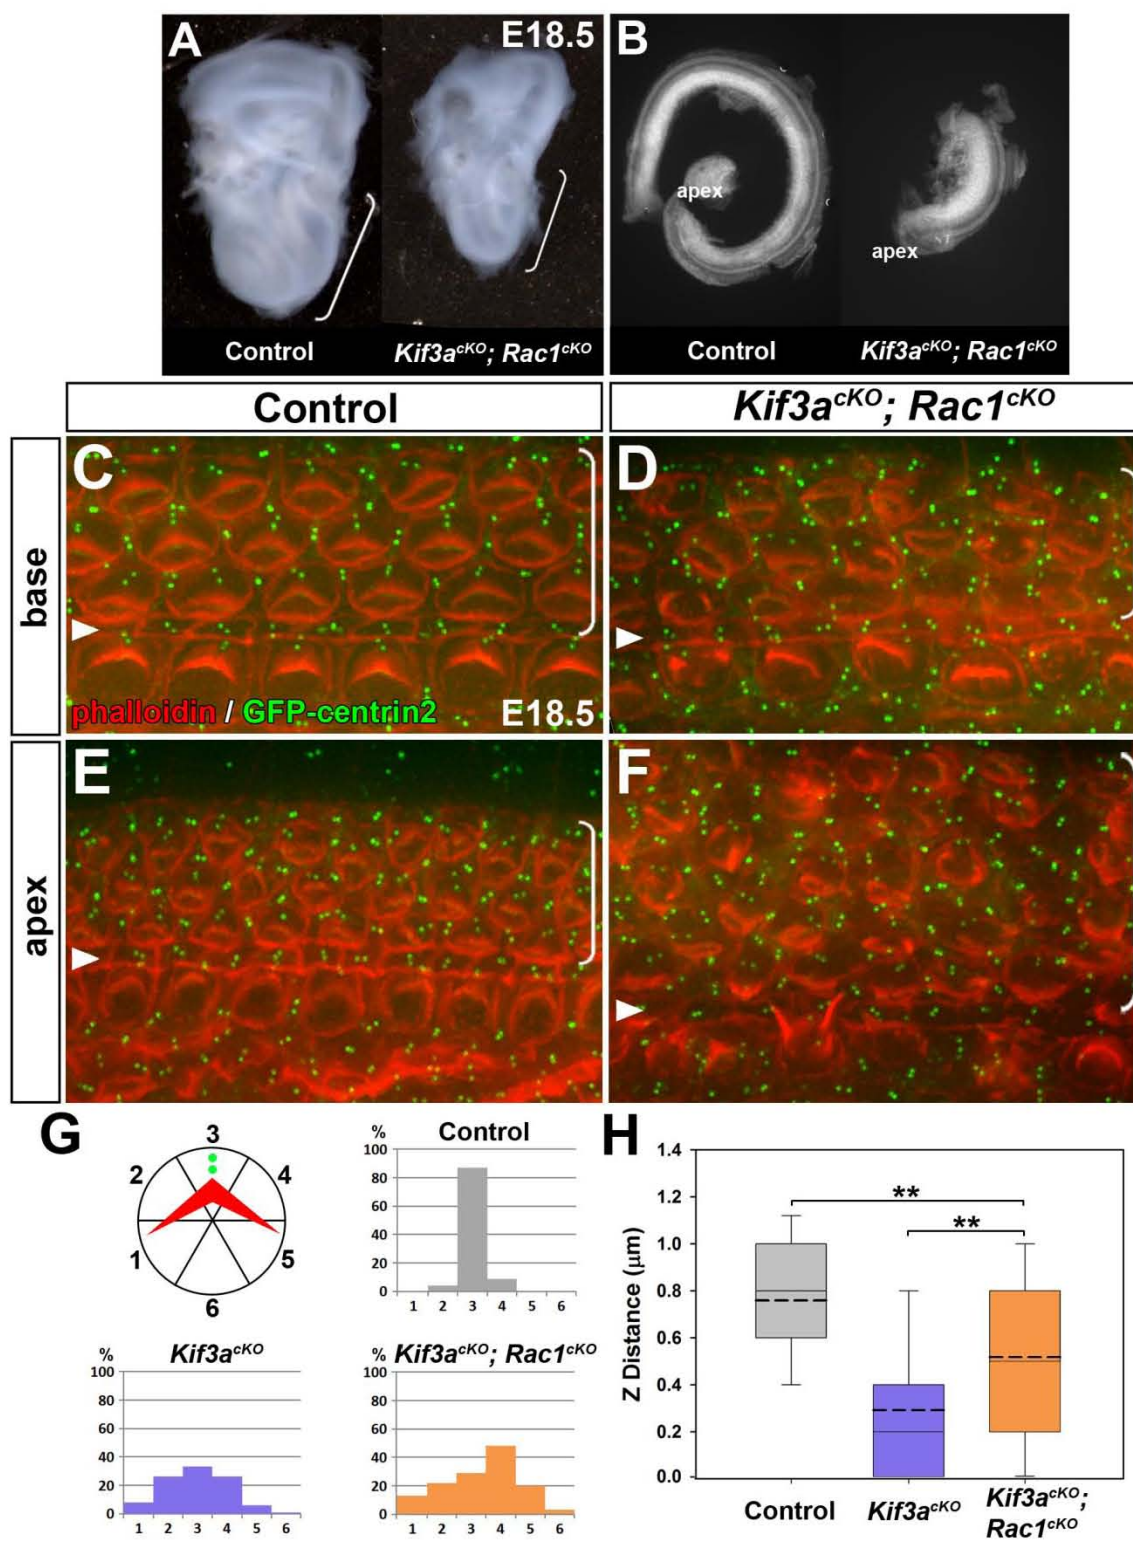 A
E18.5
B
apex
apex
Control
Kif3acKO; Rac1cKO
Control
Kif3acKO; Rac1cKO
Control
Kif3acKO; Rac1cKO
base
C
D
phalloidin / GFP-centrin2
E18.5
apex
E
F
G
3
2
4
1
5
6
%
Control
100
80
60
40
20
0
1 2 3 4 5 6
%
Kif3acKO
100
80
60
40
20
0
1 2 3 4 5 6
%
Kif3acKO; Rac1cKO
100
80
60
40
20
0
1 2 3 4 5 6
H
Z Distance (μm)
1.4
1.2
1.0
0.8
0.6
0.4
0.2
0.0
**
**
Control
Kif3acKO
Kif3acKO;
Rac1cKO